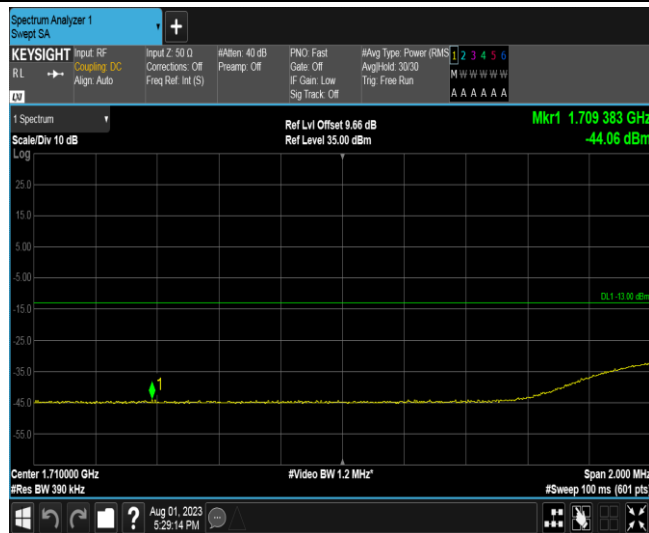 Spectrum Analyzer 1
Swept SA
+
KEYSIGHT
RL
LXI
Input: RF
Coupling: DC
Align: Auto
Input Z: 50 Ω
Corrections: Off
Freq Ref: Int (S)
#Atten: 40 dB
Preamp: Off
PNO: Fast
Gate: Off
IF Gain: Low
Sig Track: Off
#Avg Type: Power (RMS
Avg|Hold: 30/30
Trig: Free Run
1 2 3 4 5 6
M W W W W W
A A A A A A
1 Spectrum
Scale/Div 10 dB
Log
Ref Lvl Offset 9.66 dB
Ref Level 35.00 dBm
Mkr1 1.709 383 GHz
-44.06 dBm
25.0
15.0
5.00
-5.00
DL1 -13.00 dBm
-15.0
-25.0
-35.0
1
-45.0
-55.0
Center 1.710000 GHz
#Res BW 390 kHz
#Video BW 1.2 MHz*
Span 2.000 MHz
#Sweep 100 ms (601 pts)
?
Aug 01, 2023
5:29:14 PM